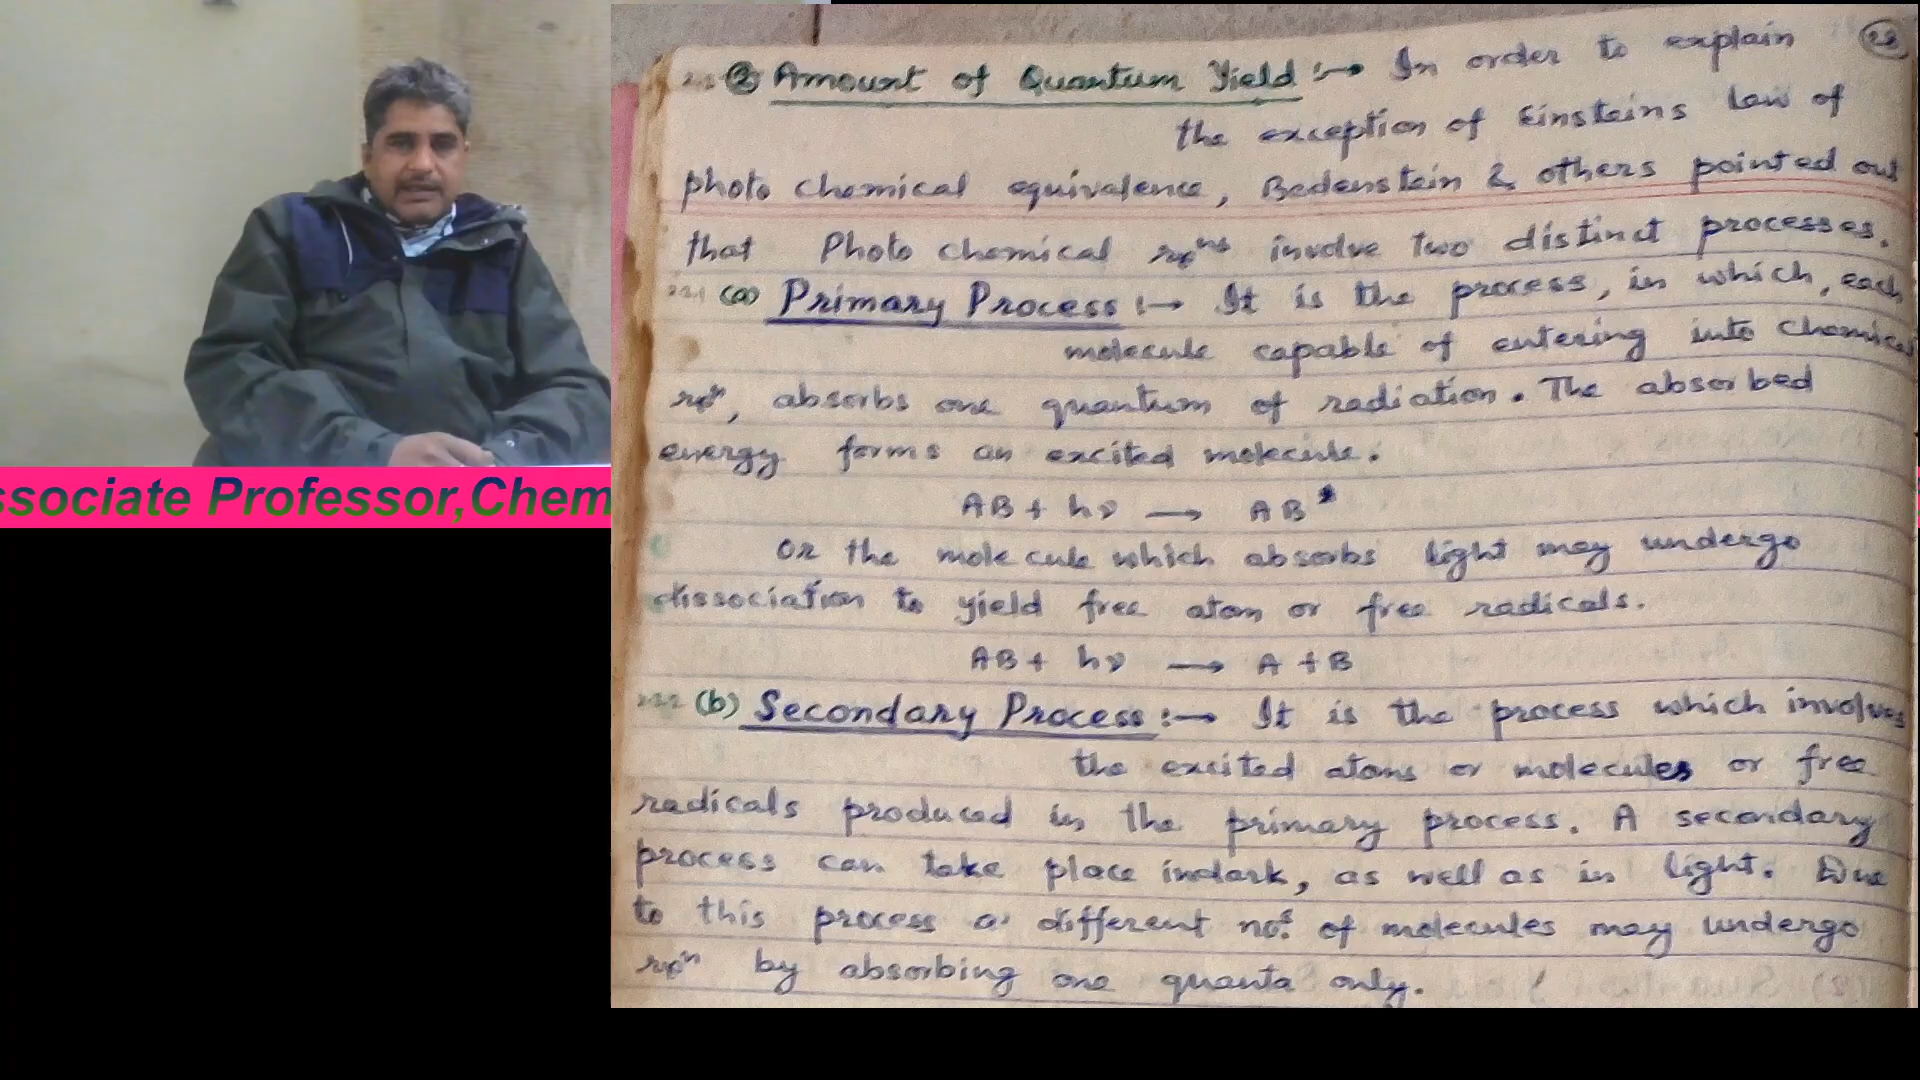 ssociate Professor,Chem
22
2.2 (2) Amount of Quantum Yield :→ In order to explain
the exception of Einsteins law of
photo chemical equivalence, Bodenstein & others pointed out
that Photo chemical rxⁿˢ involve two distinct processes.
2.2.1 (a) Primary Process :→ It is the process, in which, each
molecule capable of entering into chemical
rxⁿ, absorbs one quantum of radiation. The absorbed
energy forms an excited molecule.
AB + hν → AB*
or the molecule which absorbs light may undergo
dissociation to yield free atom or free radicals.
AB + hν → A + B
2.2.2 (b) Secondary Process :→ It is the process which involves
the excited atoms or molecules or free
radicals produced in the primary process. A secondary
process can take place indark, as well as in light. Due
to this process a different noˢ. of molecules may undergo
rxⁿ by absorbing one quanta only.